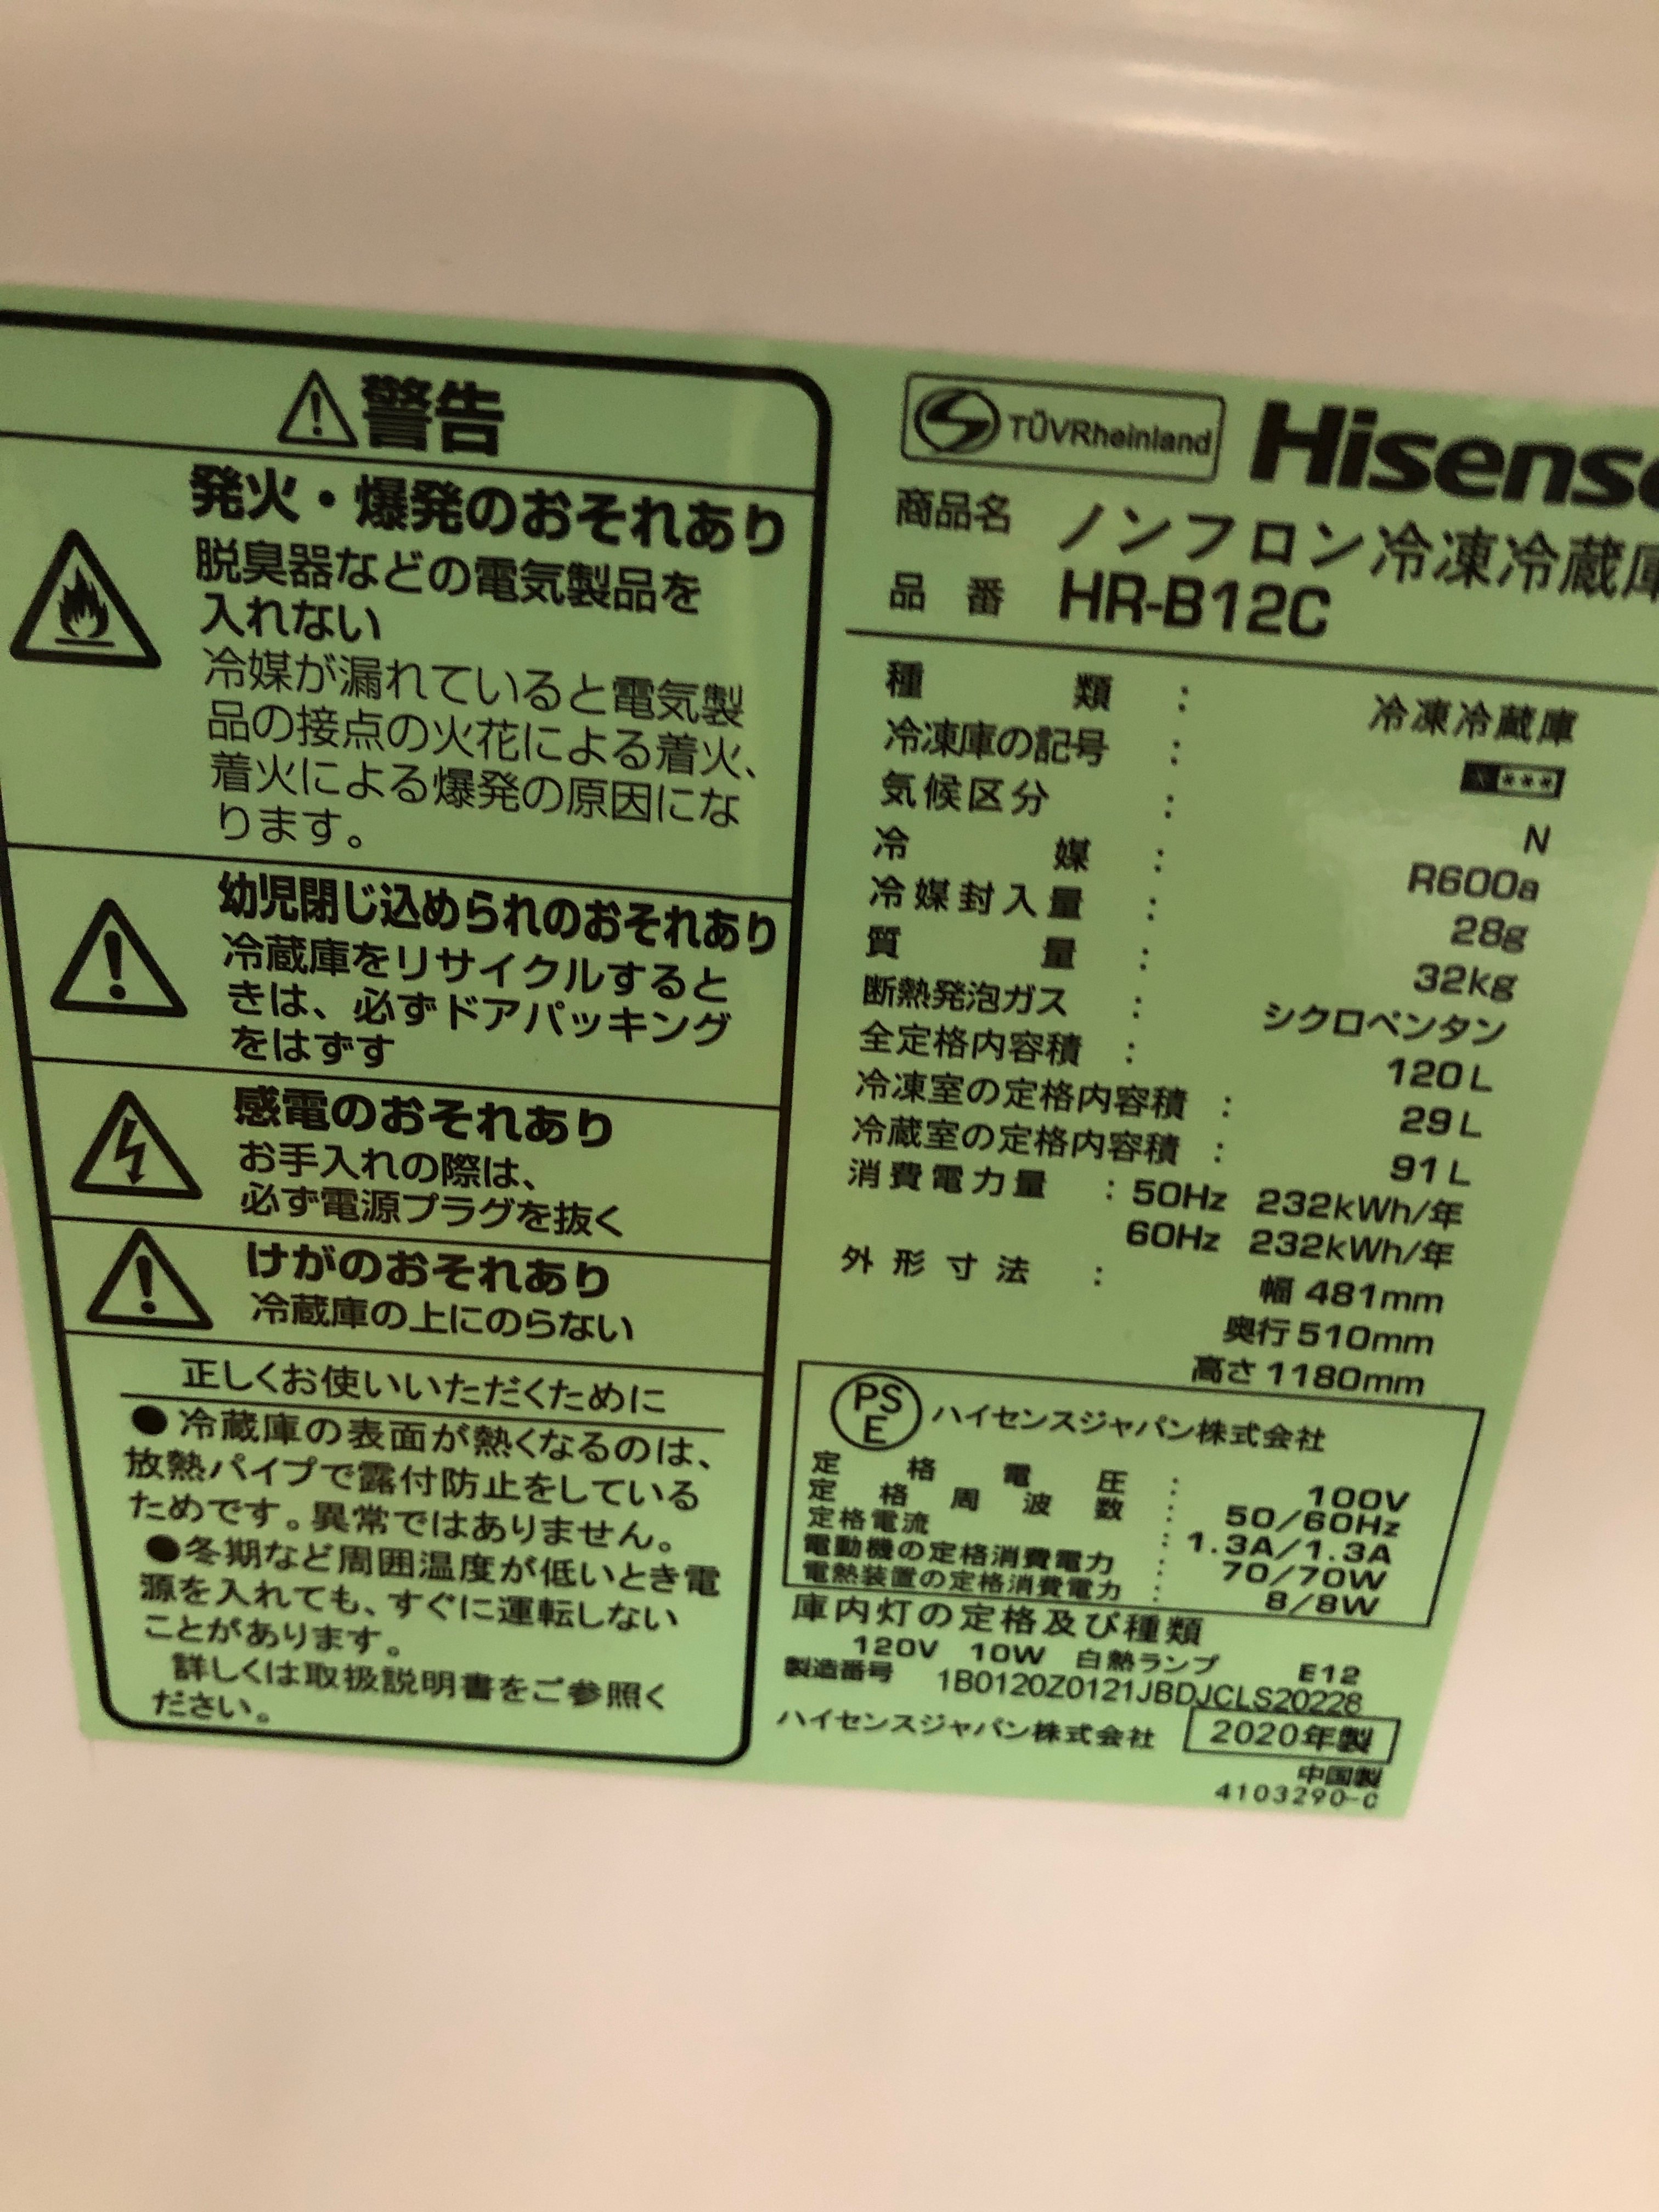 警告
発火・爆発のおそれあり
脱臭器などの電気製品を
入れない
冷媒が漏れていると電気製
品の接点の火花による着火、
着火による爆発の原因にな
ります。
幼児閉じ込められのおそれあり
冷蔵庫をリサイクルすると
きは、必ずドアパッキング
をはずす
感電のおそれあり
お手入れの際は、
必ず電源プラグを抜く
けがのおそれあり
冷蔵庫の上にのらない
正しくお使いいただくために
●冷蔵庫の表面が熱くなるのは、
放熱パイプで露付防止をしている
ためです。異常ではありません。
●冬期など周囲温度が低いとき電
源を入れても、すぐに運転しない
ことがあります。
詳しくは取扱説明書をご参照く
ださい。
TÜVRheinland Hisense
商品名 ノンフロン冷凍冷蔵庫
品番 HR-B12C
種類 : 冷凍冷蔵庫
冷凍庫の記号 : * ***
気候区分 : N
冷媒 : R600a
冷媒封入量 : 28g
質量 : 32kg
断熱発泡ガス : シクロペンタン
全定格内容積 : 120L
冷凍室の定格内容積 : 29L
冷蔵室の定格内容積 : 91L
消費電力量 : 50Hz 232kWh/年
60Hz 232kWh/年
外形寸法 : 幅 481mm
奥行 510mm
高さ 1180mm
PSE ハイセンスジャパン株式会社
定格電圧 : 100V
定格周波数 : 50/60Hz
定格電流 : 1.3A/1.3A
電動機の定格消費電力 : 70/70W
電熱装置の定格消費電力 : 8/8W
庫内灯の定格及び種類
120V 10W 白熱ランプ E12
製造番号 1B0120Z0121JBDJCLS20228
ハイセンスジャパン株式会社 2020年製
中国製
4103290-C